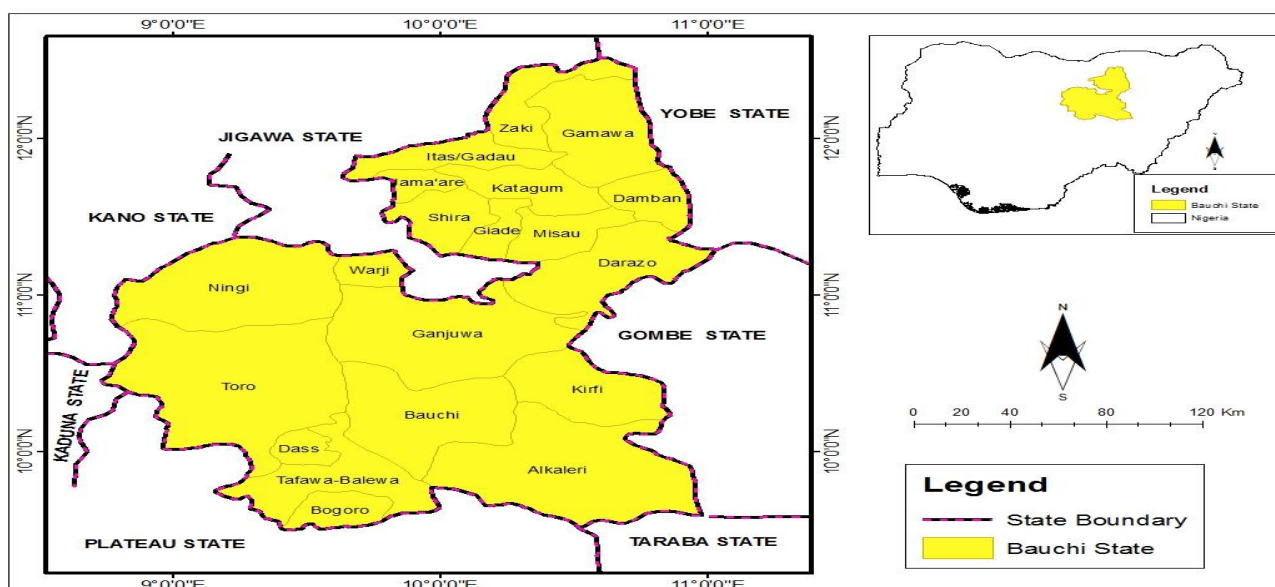 9°0'0"E
10°0'0"E
11°0'0"E
12°0'0"N
11°0'0"N
10°0'0"N
JIGAWA STATE
YOBE STATE
KANO STATE
Zaki
Gamawa
Itas/Gadau
Jama'are
Katagum
Damban
Shira
Giade
Misau
Darazo
Warji
Ningi
Ganjuwa
GOMBE STATE
KADUNA STATE
Toro
Kirfi
Bauchi
Dass
Alkaleri
Tafawa-Balewa
Bogoro
PLATEAU STATE
TARABA STATE
9°0'0"E
10°0'0"E
11°0'0"E
12°0'0"N
11°0'0"N
10°0'0"N
N
S
Legend
Bauchi State
Nigeria
N
S
0 20 40 80 120 Km
Legend
State Boundary
Bauchi State